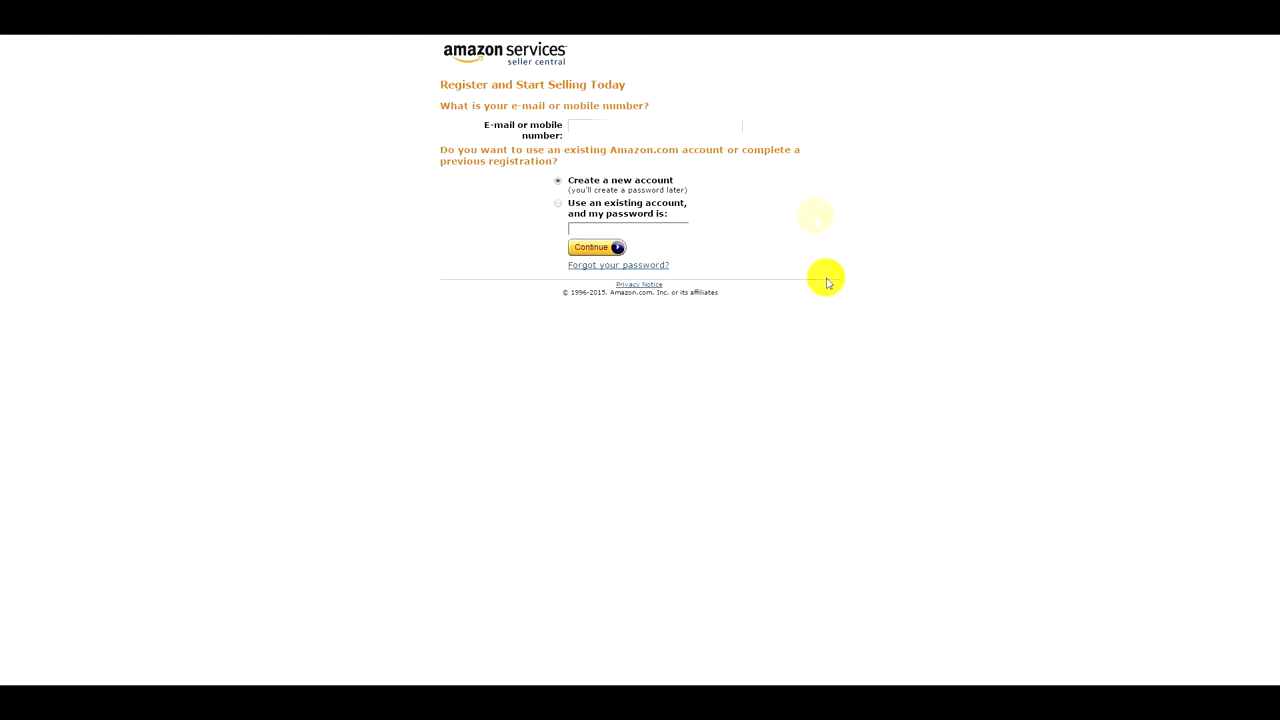 amazon services
seller central
Register and Start Selling Today
What is your e-mail or mobile number?
E-mail or mobile
number:
Do you want to use an existing Amazon.com account or complete a
previous registration?
Create a new account
(you'll create a password later)
Use an existing account,
and my password is:
Continue
Forgot your password?
Privacy Notice
© 1996-2015, Amazon.com, Inc. or its affiliates